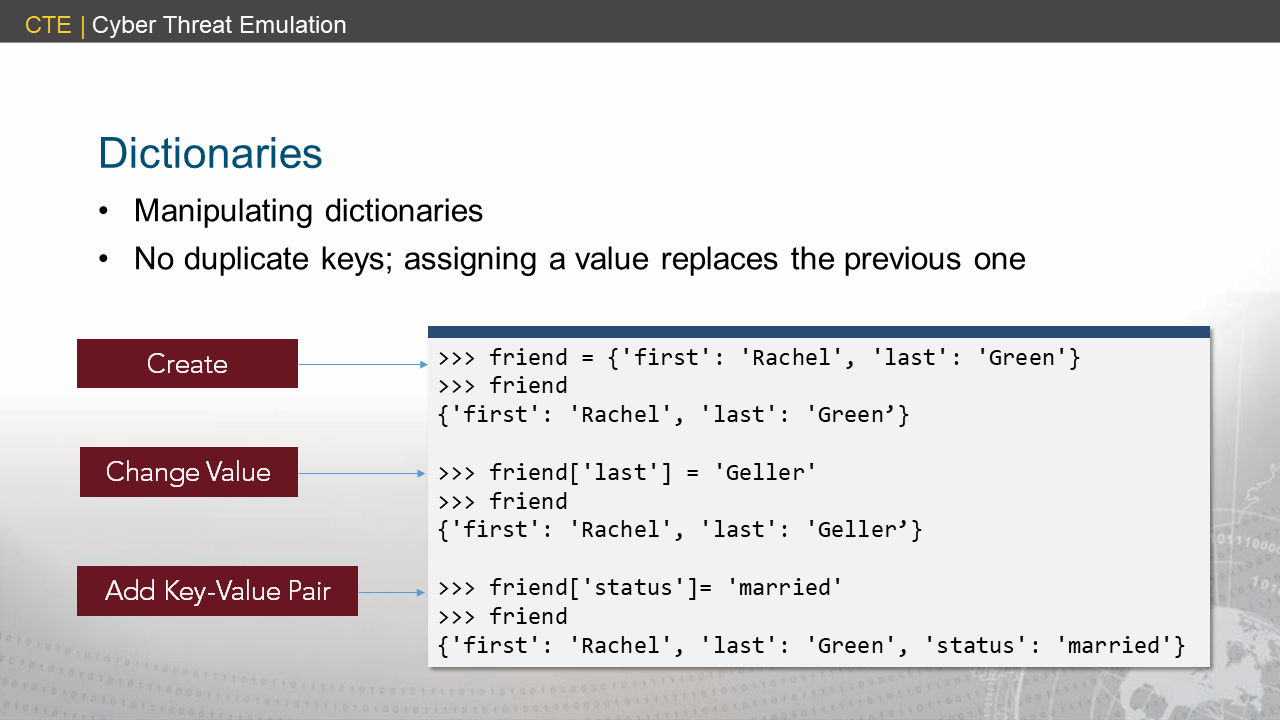 CTE | Cyber Threat Emulation
Dictionaries
• Manipulating dictionaries
• No duplicate keys; assigning a value replaces the previous one
Create
>>> friend = {'first': 'Rachel', 'last': 'Green'}
>>> friend
{'first': 'Rachel', 'last': 'Green’}
Change Value
>>> friend['last'] = 'Geller'
>>> friend
{'first': 'Rachel', 'last': 'Geller’}
Add Key-Value Pair
>>> friend['status']= 'married'
>>> friend
{'first': 'Rachel', 'last': 'Green', 'status': 'married'}